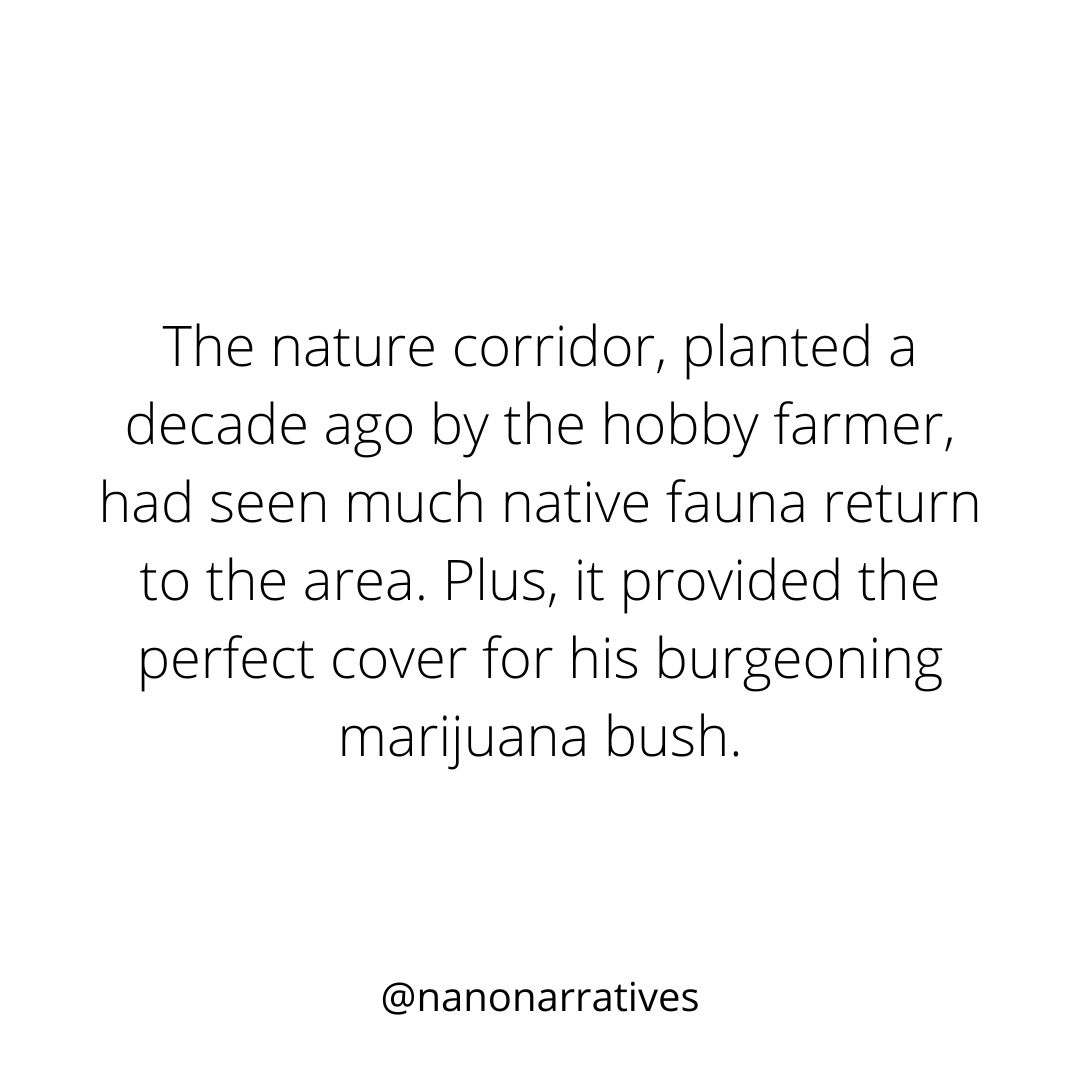 The nature corridor, planted a
decade ago by the hobby farmer,
had seen much native fauna return
to the area. Plus, it provided the
perfect cover for his burgeoning
marijuana bush.
@nanonarratives